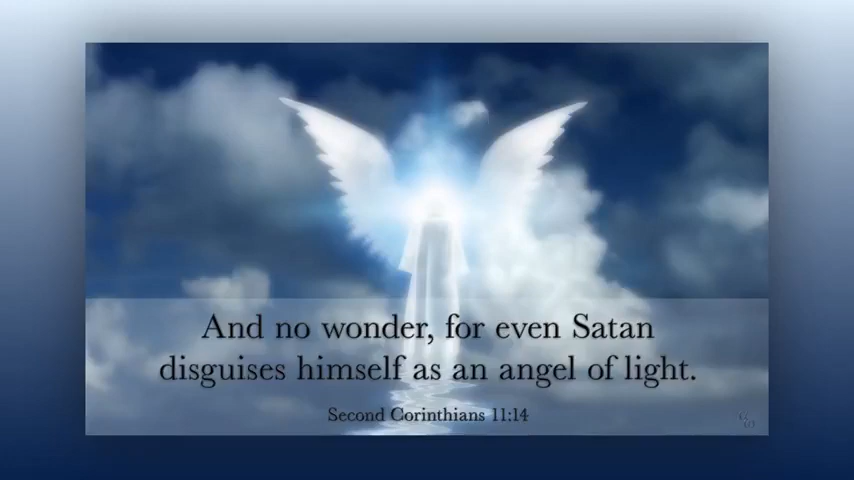 And no wonder, for even Satan
disguises himself as an angel of light.
Second Corinthians 11:14